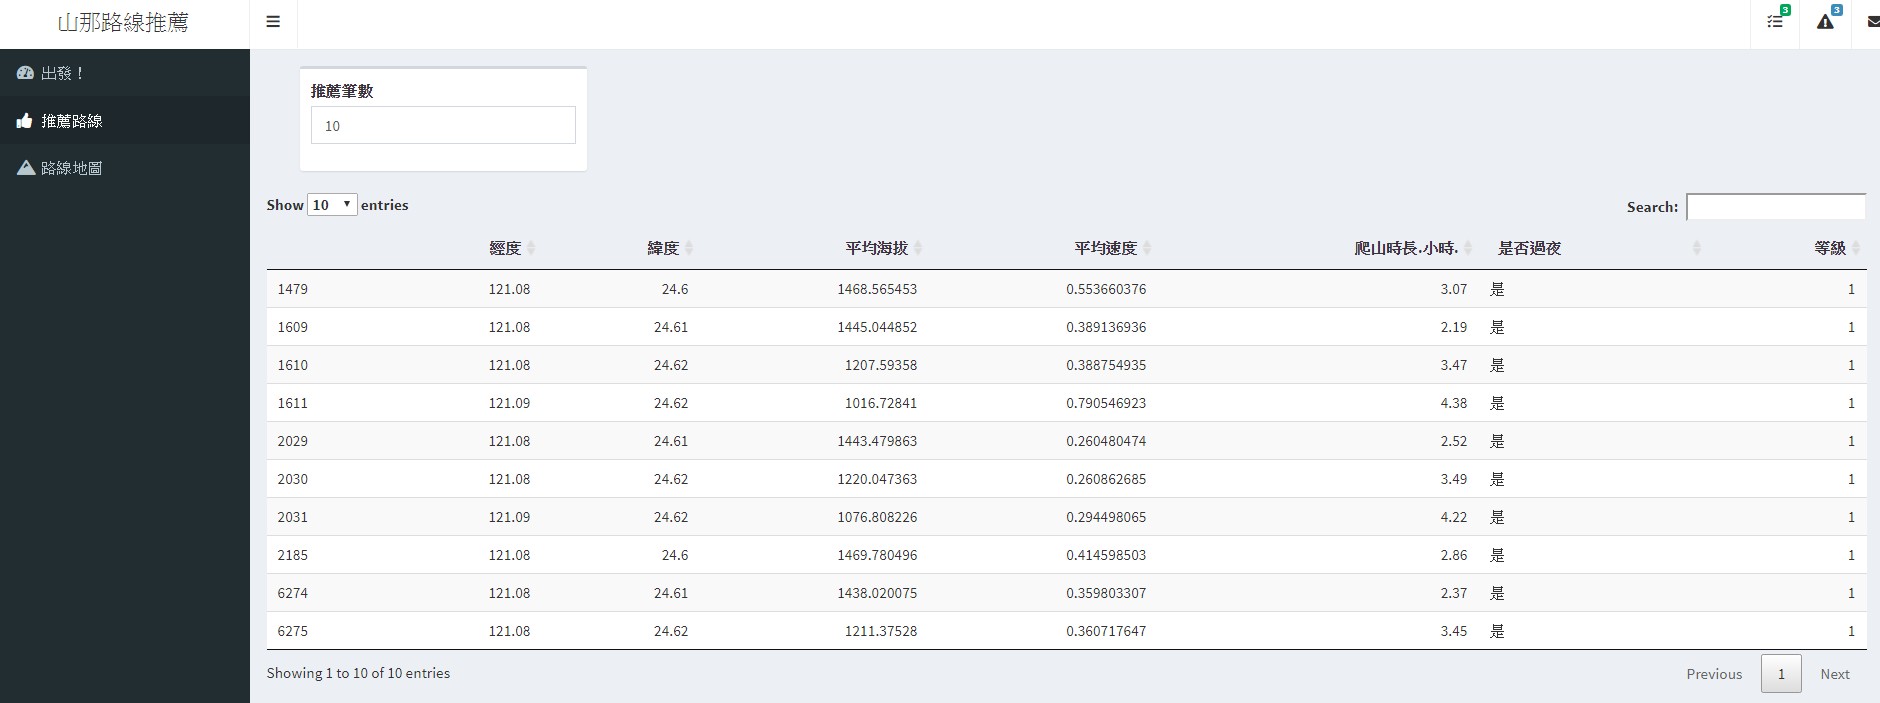 山那路線推薦
3
3
出發！
推薦路線
路線地圖
推薦筆數
10
Show 10 entries
Search:
經度 緯度 平均海拔 平均速度 爬山時長.小時. 是否過夜 等級
1479 121.08 24.6 1468.565453 0.553660376 3.07 是 1
1609 121.08 24.61 1445.044852 0.389136936 2.19 是 1
1610 121.08 24.62 1207.59358 0.388754935 3.47 是 1
1611 121.09 24.62 1016.72841 0.790546923 4.38 是 1
2029 121.08 24.61 1443.479863 0.260480474 2.52 是 1
2030 121.08 24.62 1220.047363 0.260862685 3.49 是 1
2031 121.09 24.62 1076.808226 0.294498065 4.22 是 1
2185 121.08 24.6 1469.780496 0.414598503 2.86 是 1
6274 121.08 24.61 1438.020075 0.359803307 2.37 是 1
6275 121.08 24.62 1211.37528 0.360717647 3.45 是 1
Showing 1 to 10 of 10 entries
Previous 1 Next